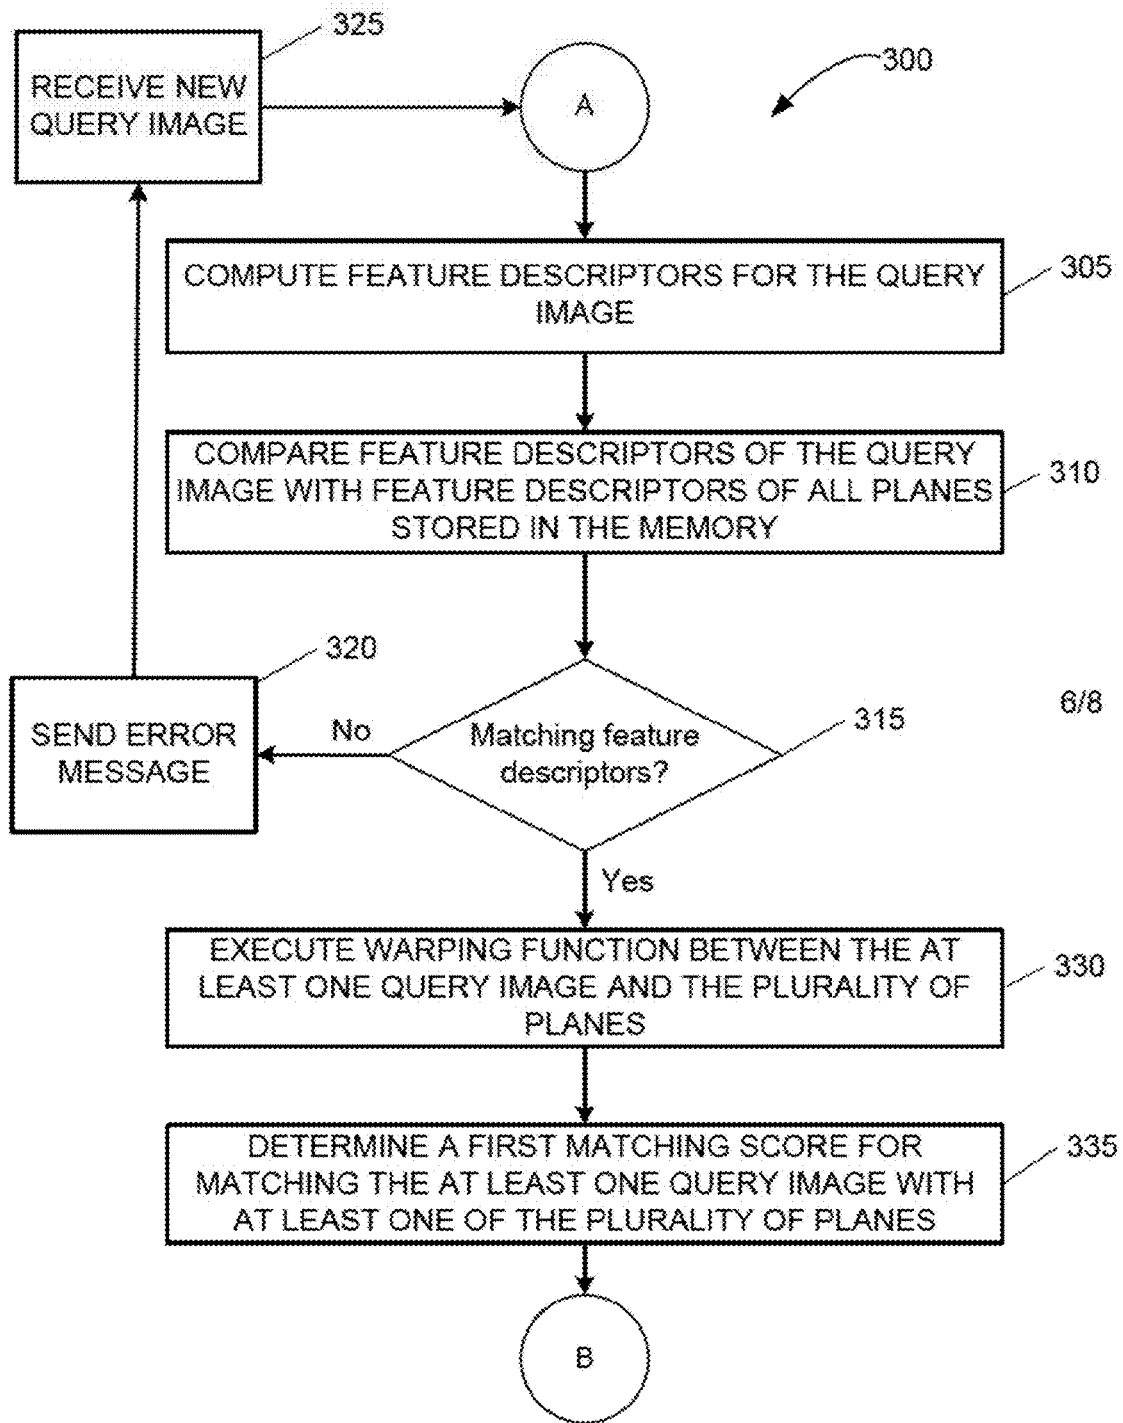 325
RECEIVE NEW
QUERY IMAGE
A
300
COMPUTE FEATURE DESCRIPTORS FOR THE QUERY
IMAGE
305
COMPARE FEATURE DESCRIPTORS OF THE QUERY
IMAGE WITH FEATURE DESCRIPTORS OF ALL PLANES
STORED IN THE MEMORY
310
320
SEND ERROR
MESSAGE
No
Matching feature
descriptors?
315
6/8
Yes
EXECUTE WARPING FUNCTION BETWEEN THE AT
LEAST ONE QUERY IMAGE AND THE PLURALITY OF
PLANES
330
DETERMINE A FIRST MATCHING SCORE FOR
MATCHING THE AT LEAST ONE QUERY IMAGE WITH
AT LEAST ONE OF THE PLURALITY OF PLANES
335
B